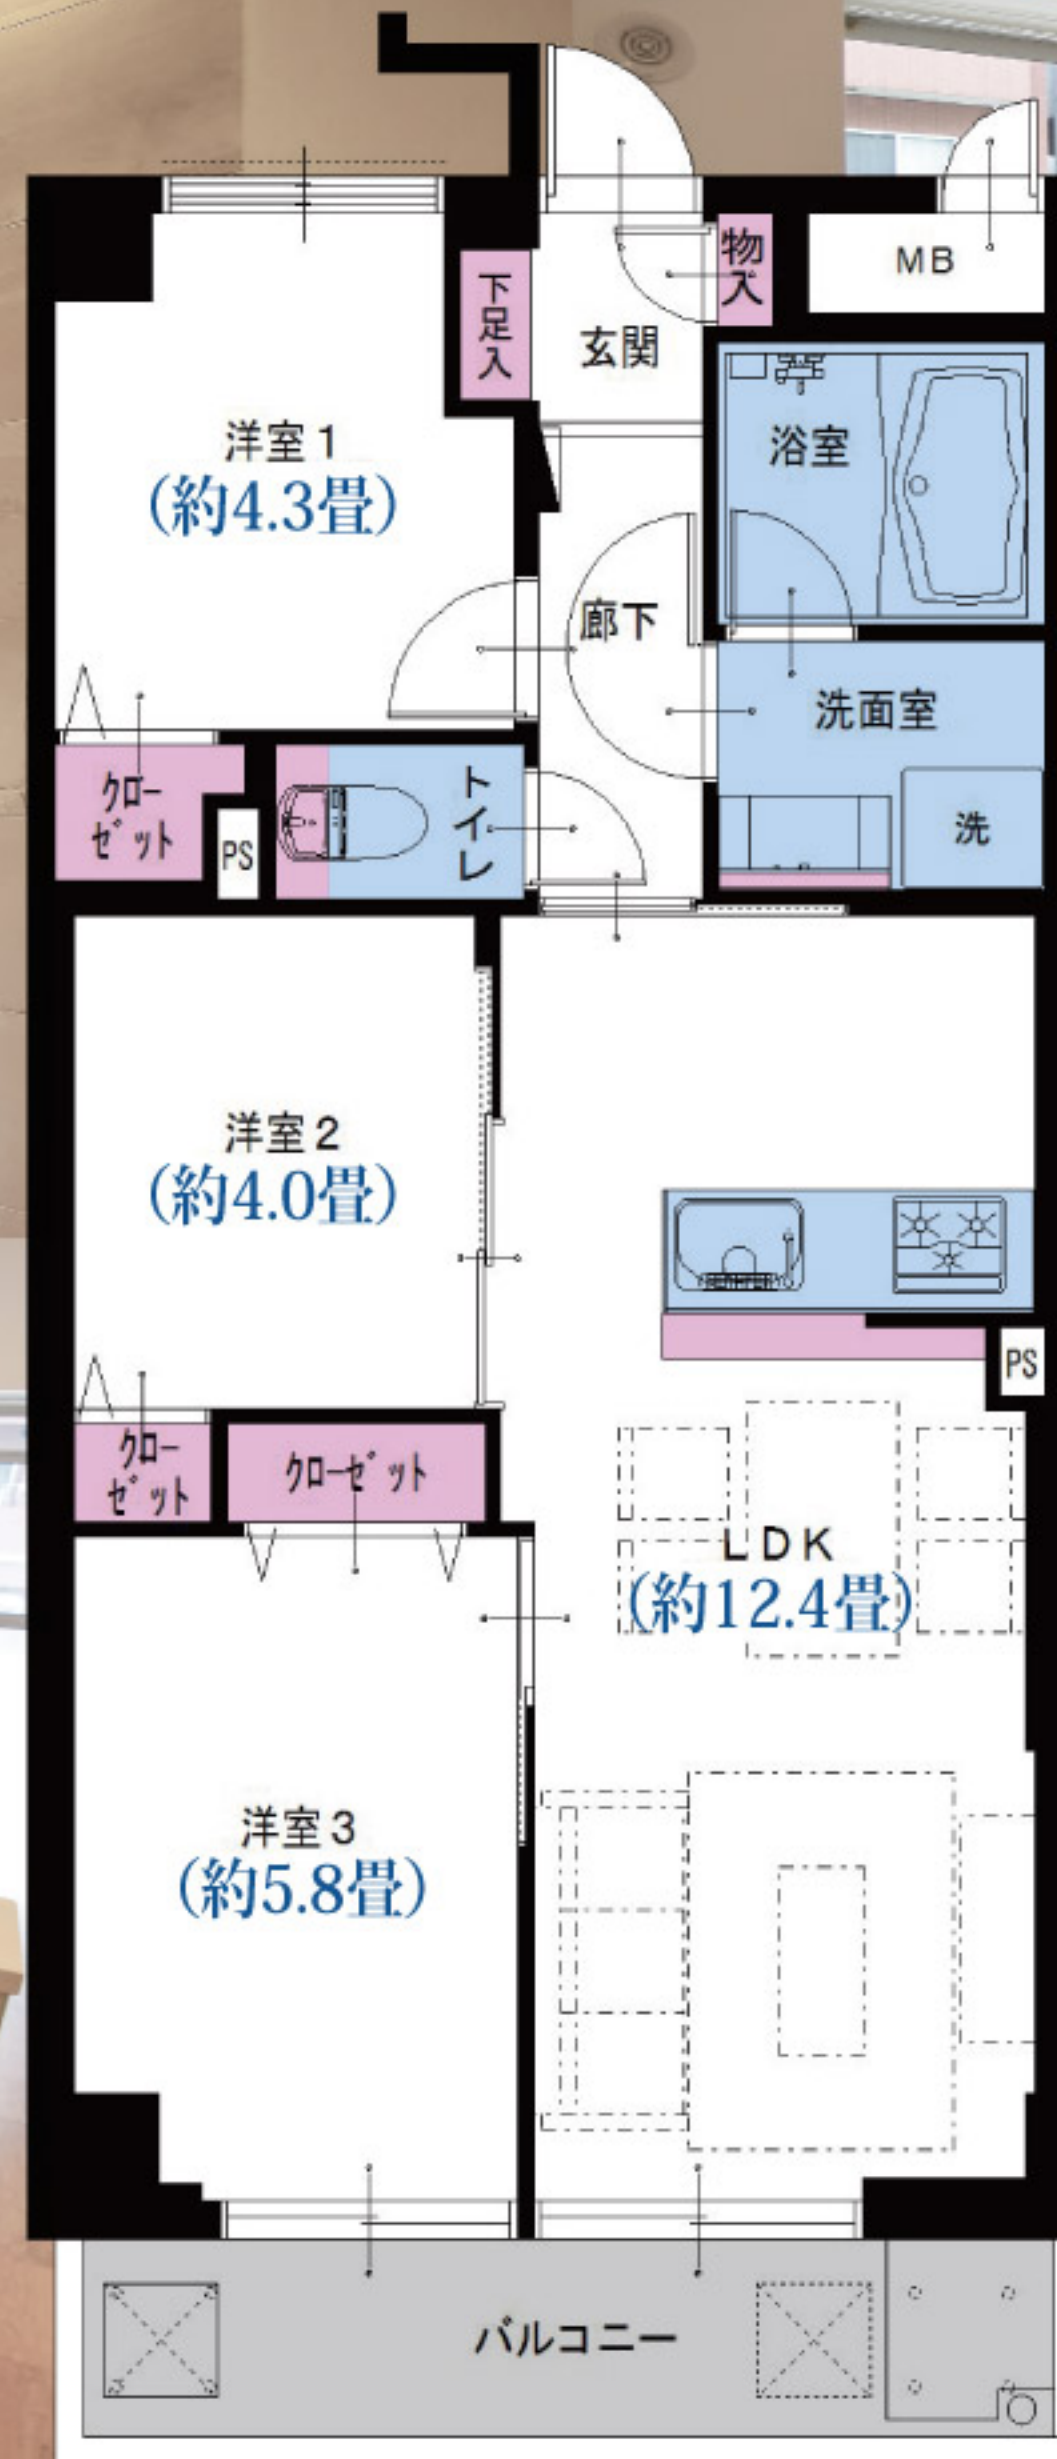 物入
MB
下足入
玄関
浴室
洋室1
(約4.3畳)
廊下
洗面室
クロー
ゼット
PS
トイレ
洗
洋室2
(約4.0畳)
PS
クロー
ゼット
クローゼット
LDK
(約12.4畳)
洋室3
(約5.8畳)
バルコニー